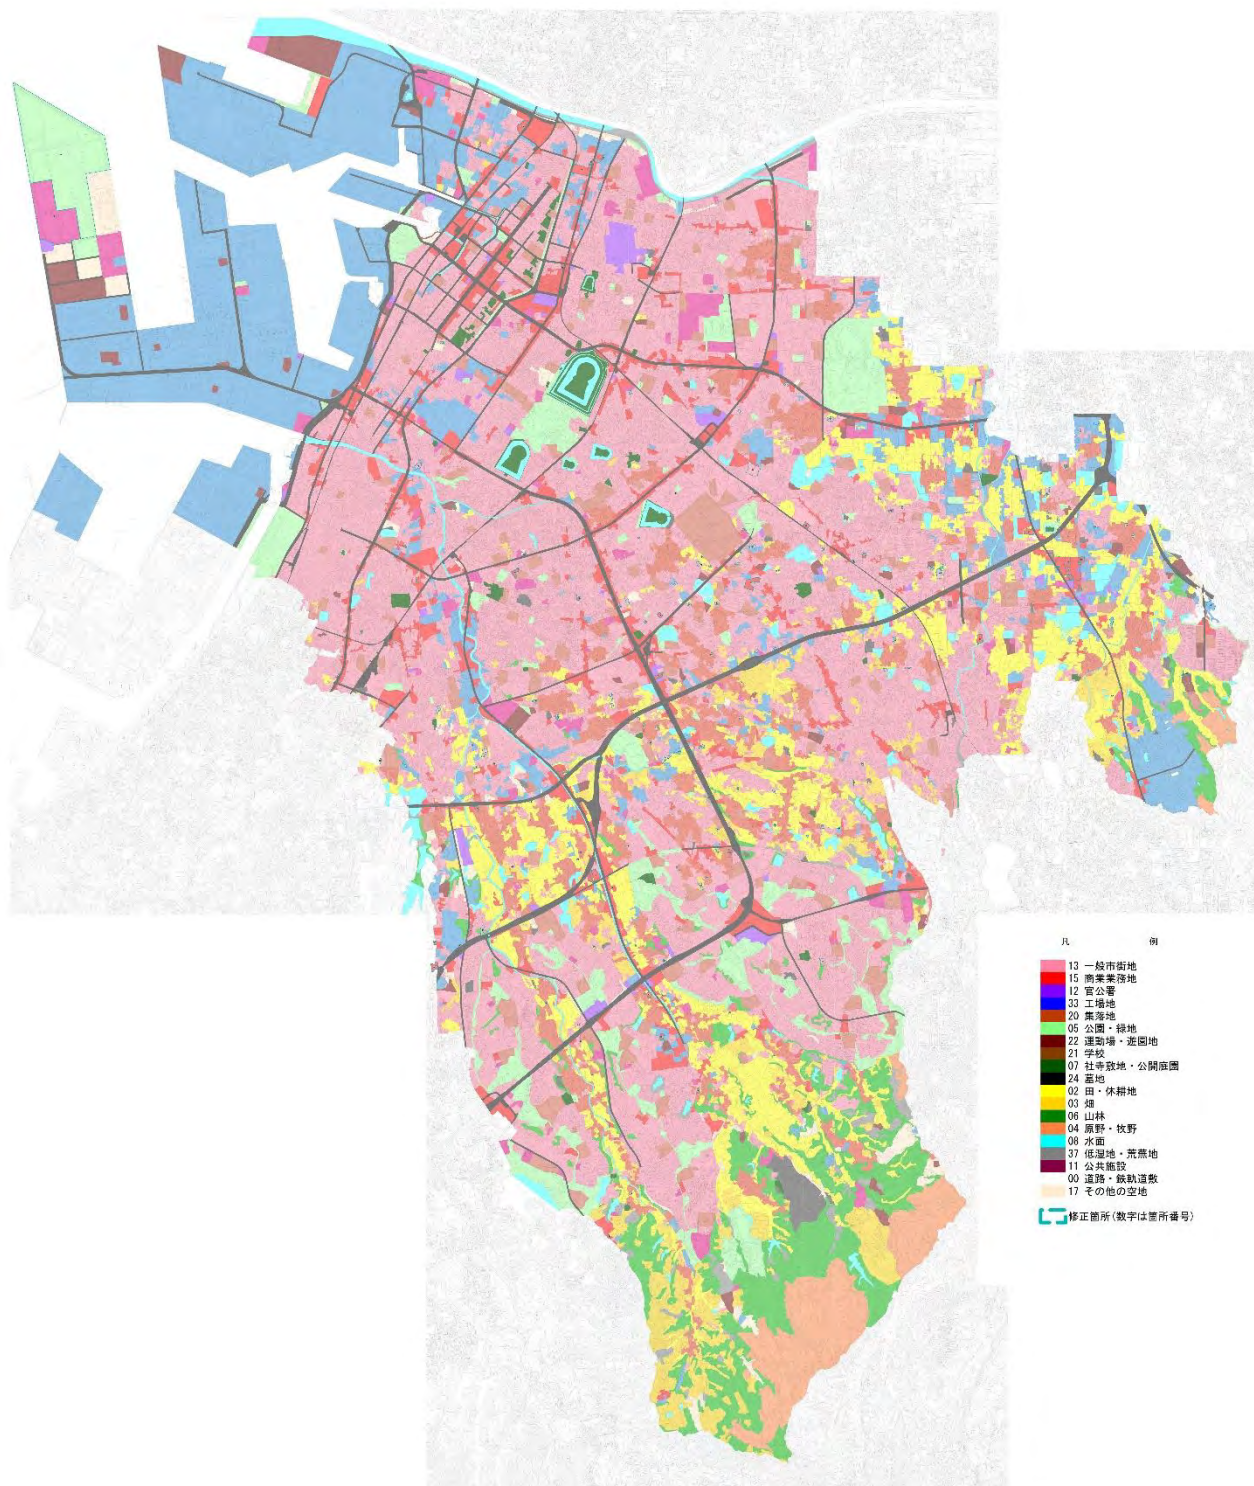 凡 例
13 一般市街地
15 商業業務地
12 官公署
33 工場地
20 集落地
05 公園・緑地
22 運動場・遊園地
21 学校
07 社寺敷地・公開庭園
24 墓地
02 田・休耕地
03 畑
06 山林
04 原野・牧野
08 水面
37 低湿地・荒蕪地
11 公共施設
00 道路・鉄軌道敷
17 その他の空地
修正箇所(数字は箇所番号)